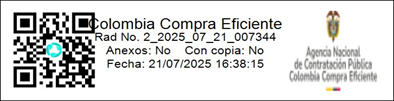 Colombia Compra Eficiente
Rad No. 2_2025_07_21_007344
Anexos: No Con copia: No
Fecha: 21/07/2025 16:38:15
Agencia Nacional
de Contratación Pública
Colombia Compra Eficiente